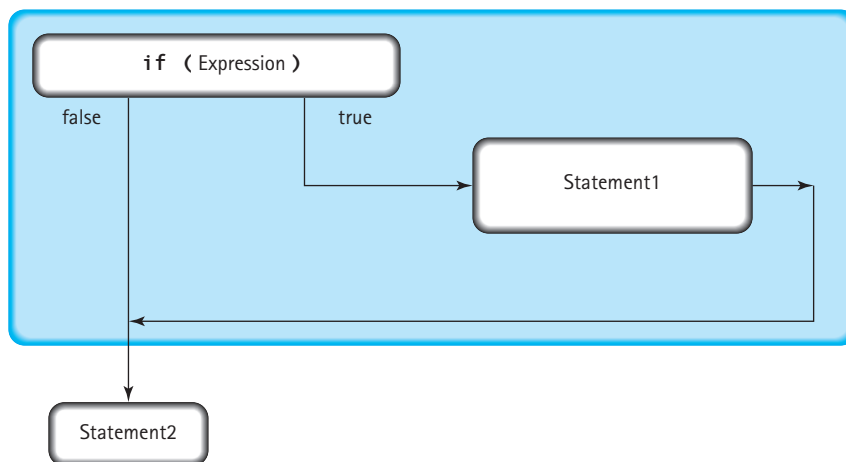 if ( Expression )
false
true
Statement1
Statement2